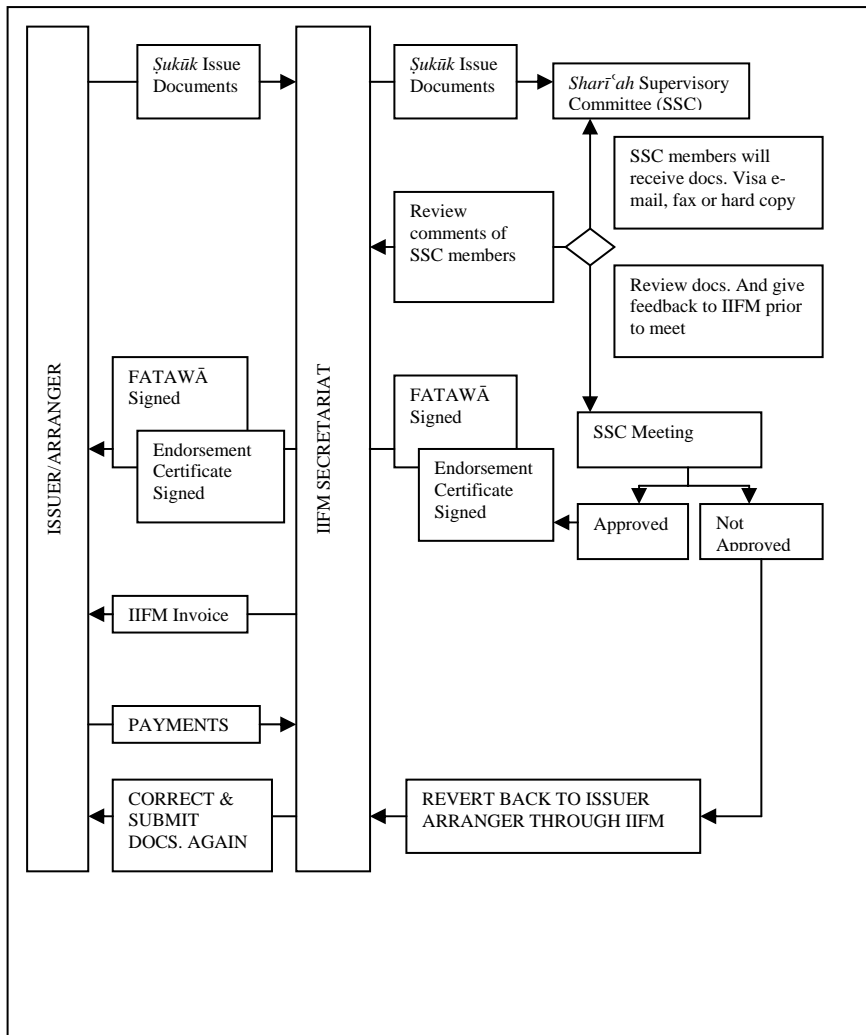 Ṣukūk Issue
Documents
Ṣukūk Issue
Documents
Sharīʿah Supervisory
Committee (SSC)
SSC members will
receive docs. Visa e-
mail, fax or hard copy
Review
comments of
SSC members
Review docs. And give
feedback to IIFM prior
to meet
ISSUER/ARRANGER
IIFM SECRETARIAT
FATAWĀ
Signed
Endorsement
Certificate
Signed
FATAWĀ
Signed
Endorsement
Certificate
Signed
SSC Meeting
Approved
Not
Approved
IIFM Invoice
PAYMENTS
CORRECT &
SUBMIT
DOCS. AGAIN
REVERT BACK TO ISSUER
ARRANGER THROUGH IIFM